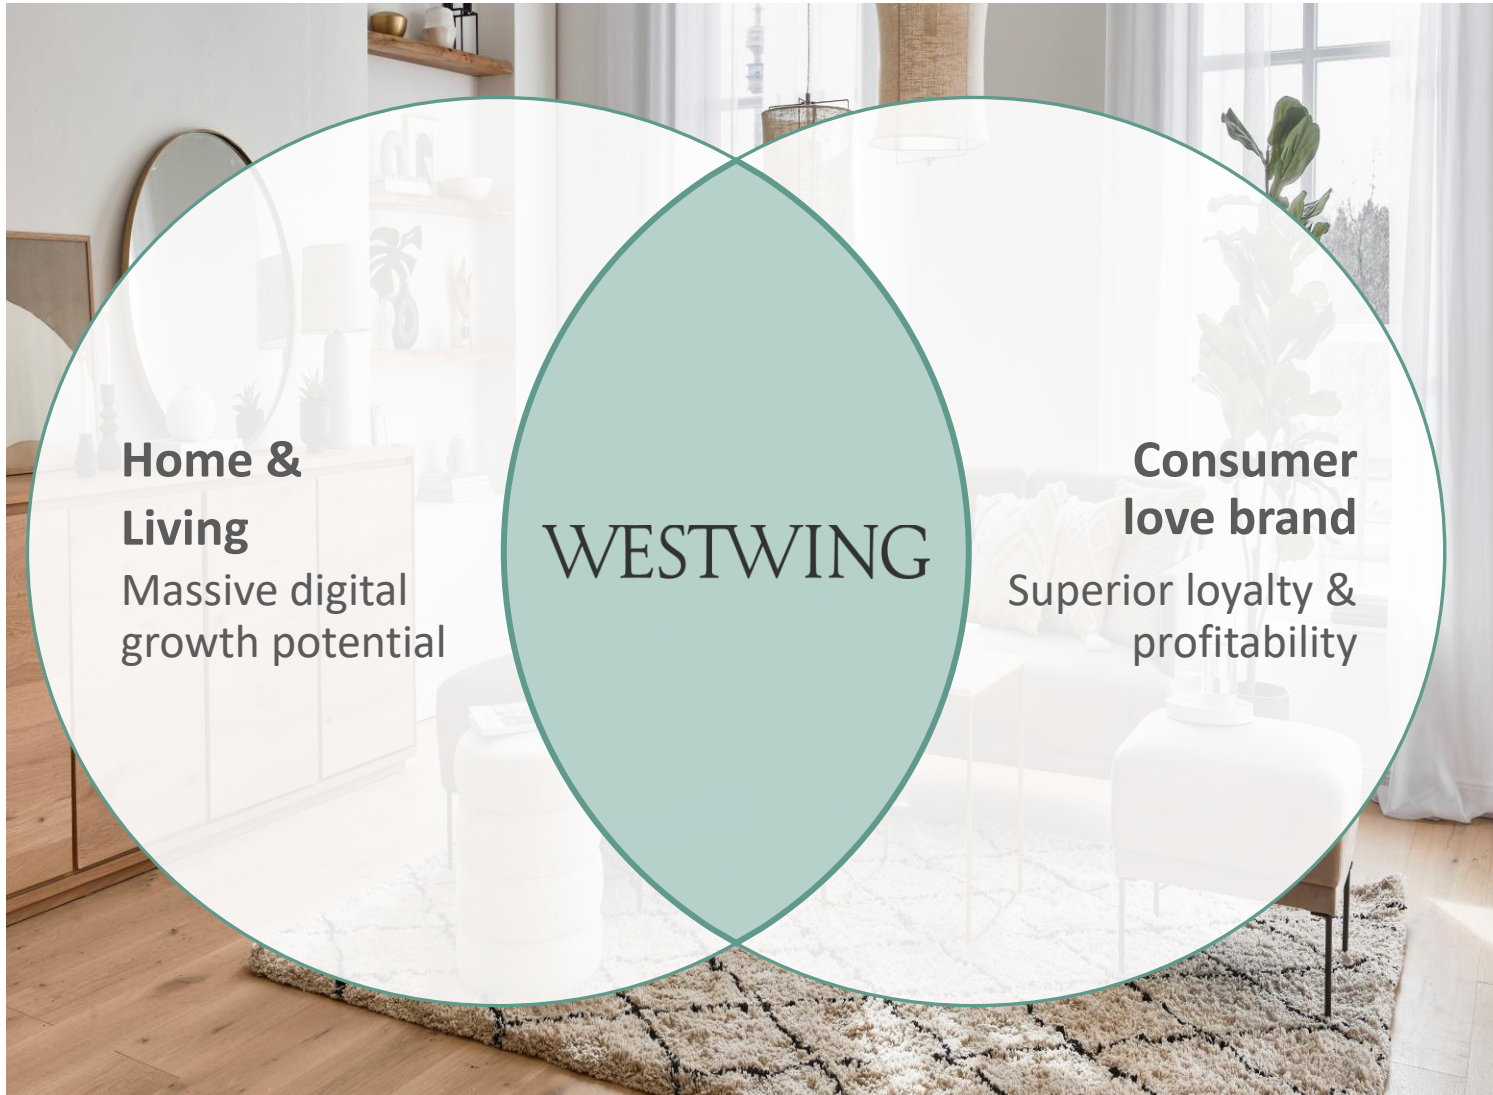 Home &
Living
Massive digital
growth potential
WESTWING
Consumer
love brand
Superior loyalty &
profitability